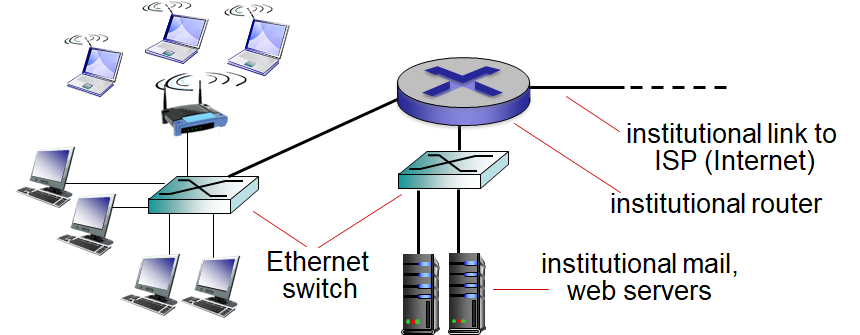 institutional link to
ISP (Internet)
institutional router
Ethernet
switch
institutional mail,
web servers